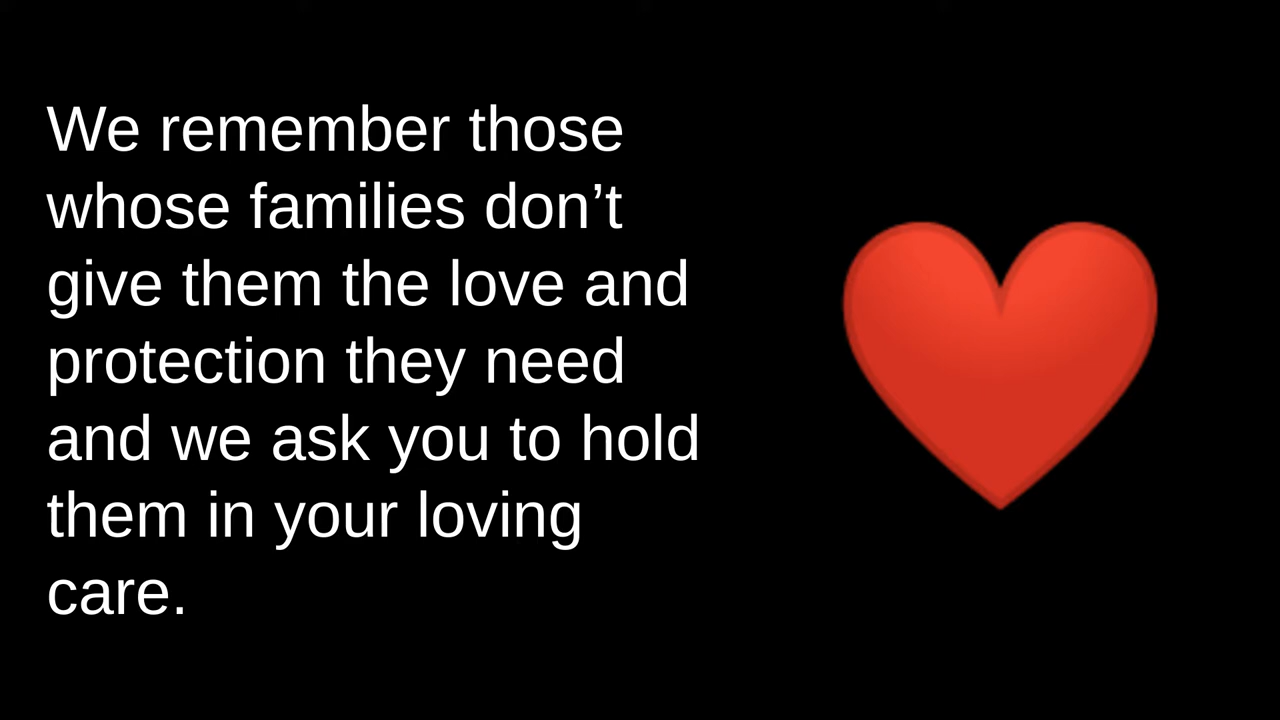 We remember those
whose families don’t
give them the love and
protection they need
and we ask you to hold
them in your loving
care.